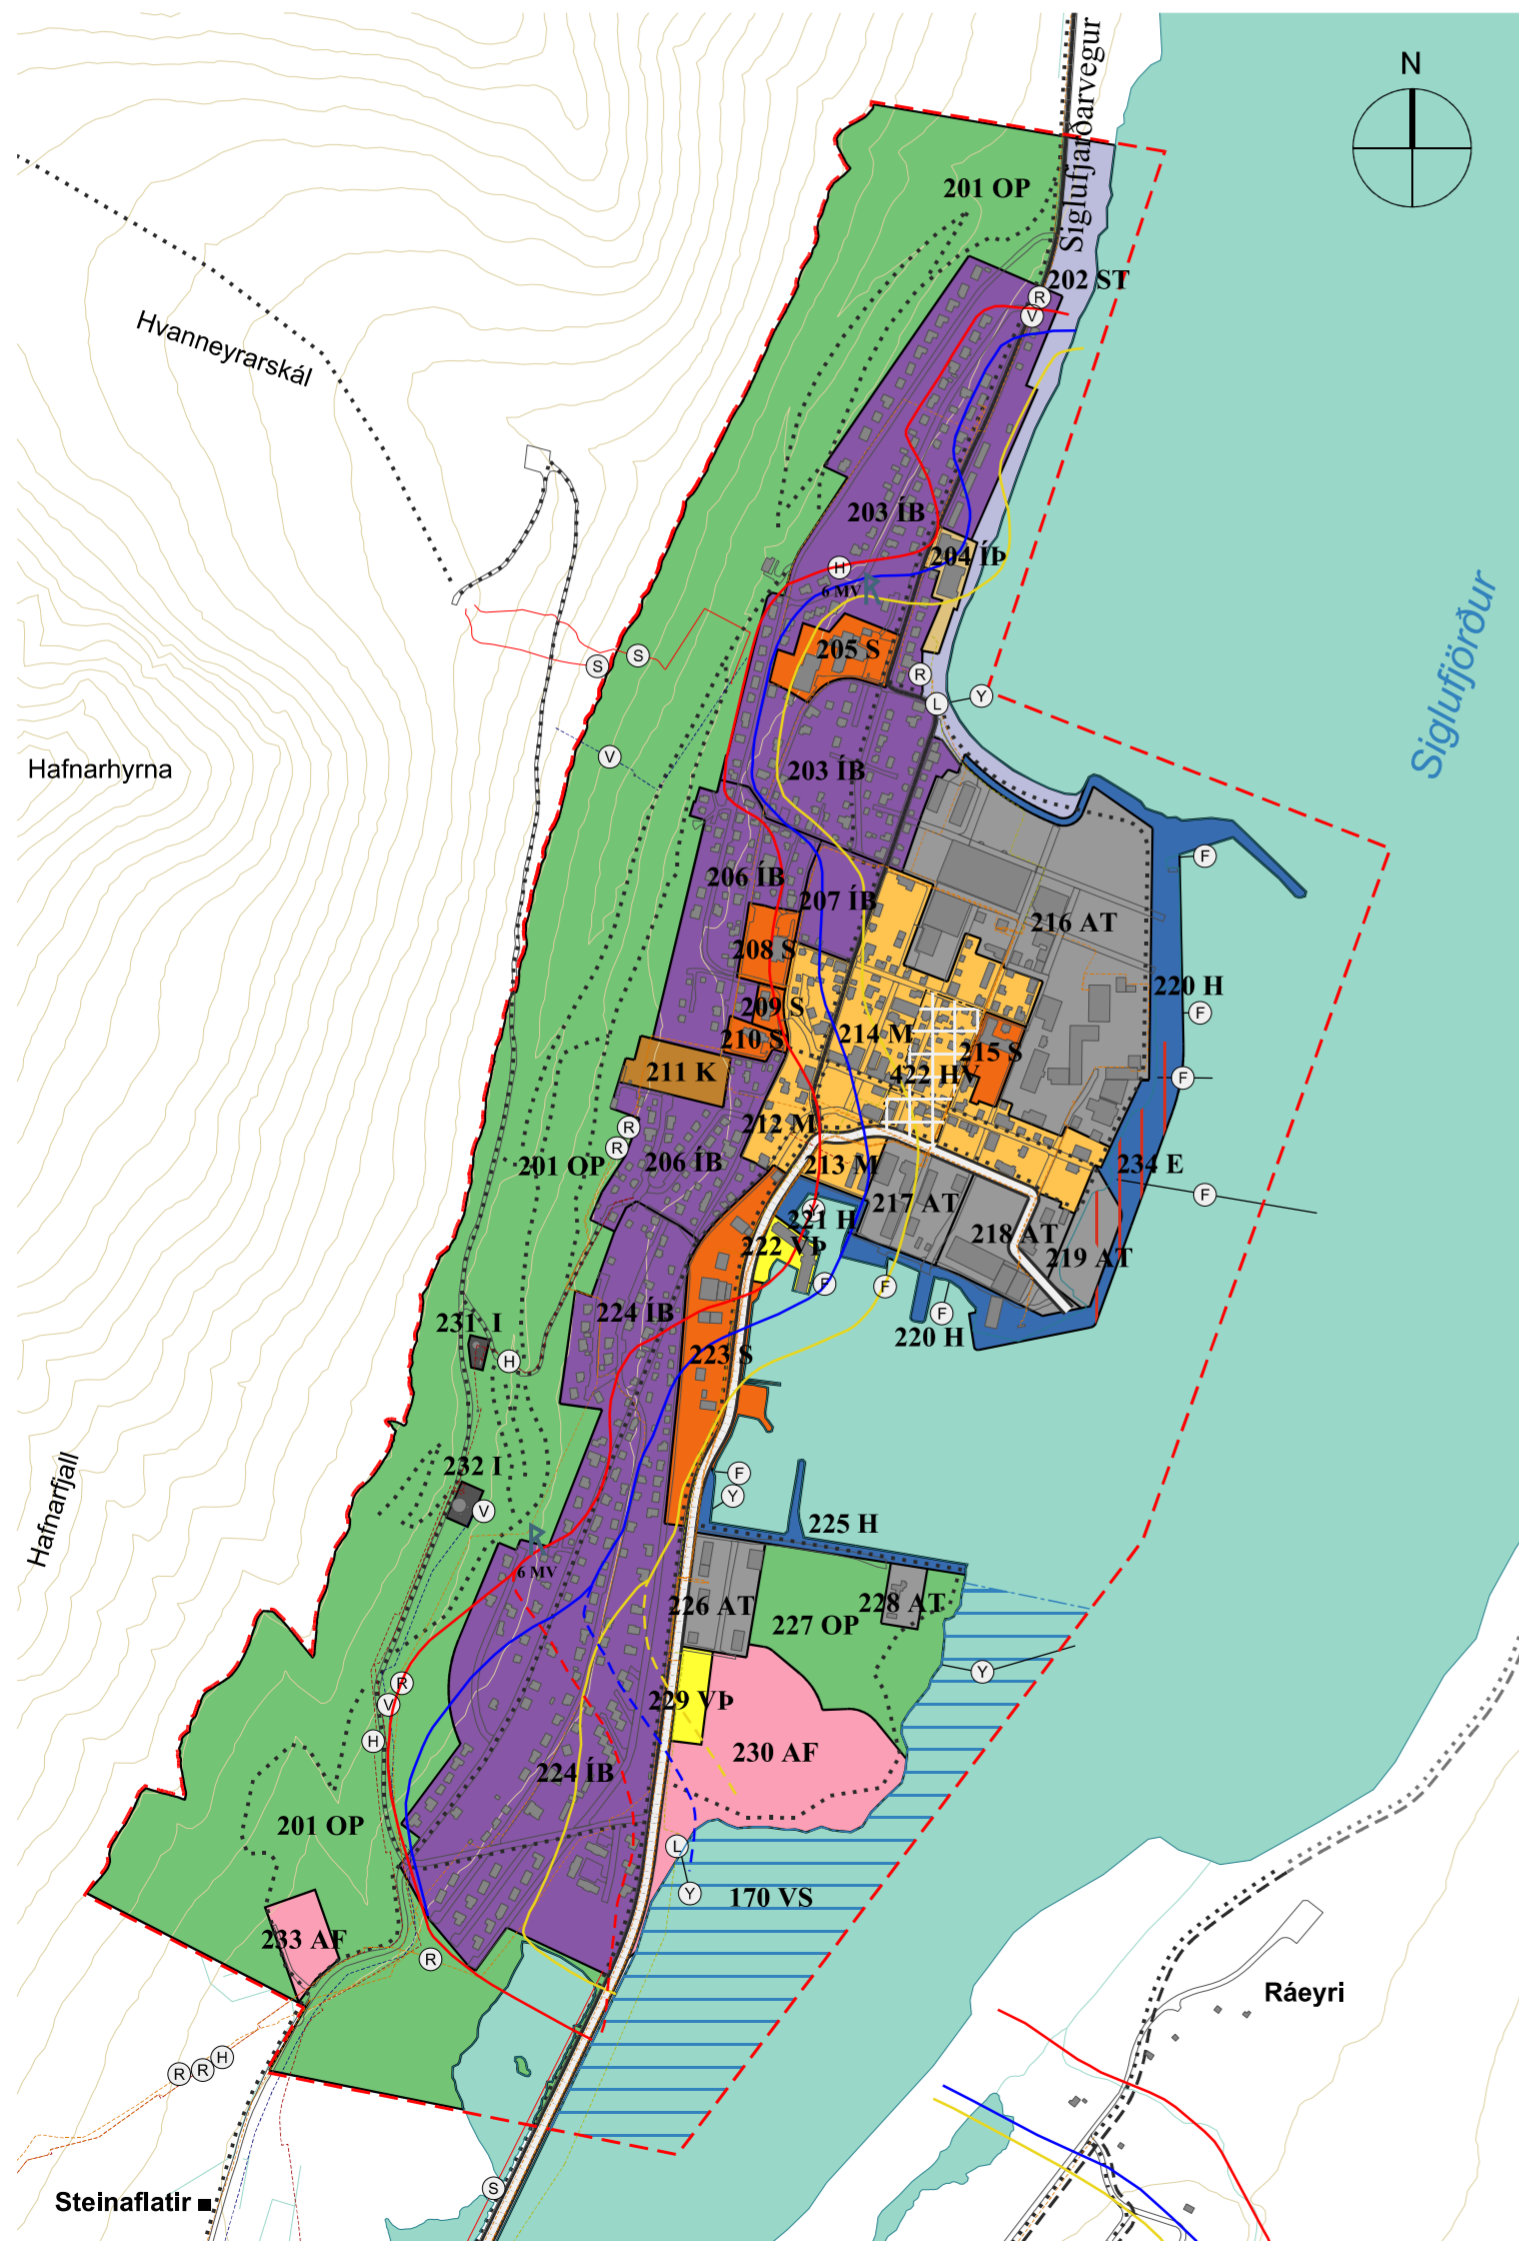 N
Siglufjarðarvegur
201 OP
202 ST
R
V
Hvanneyrarskál
203 ÍB
204 ÍÞ
H
6 MV
205 S
S
S
R
L
Y
Siglufjörður
V
Hafnarhyrna
203 ÍB
F
206 ÍB
207 ÍB
216 AT
208 S
220 H
209 S
F
214 M
210 S
215 S
211 K
422 HV
F
212 M
R
R
206 ÍB
201 OP
213 M
234 E
F
217 AT
Y
221 H
218 AT
222 VÞ
219 AT
F
F
F
224 ÍB
231 I
220 H
H
223 S
232 I
F
Y
V
225 H
Hafnarfjall
6 MV
226 AT
228 AT
227 OP
Y
R
V
229 VÞ
H
230 AF
224 ÍB
201 OP
L
Y
170 VS
233 AF
R
Ráeyri
R
R
H
S
Steinaflatir